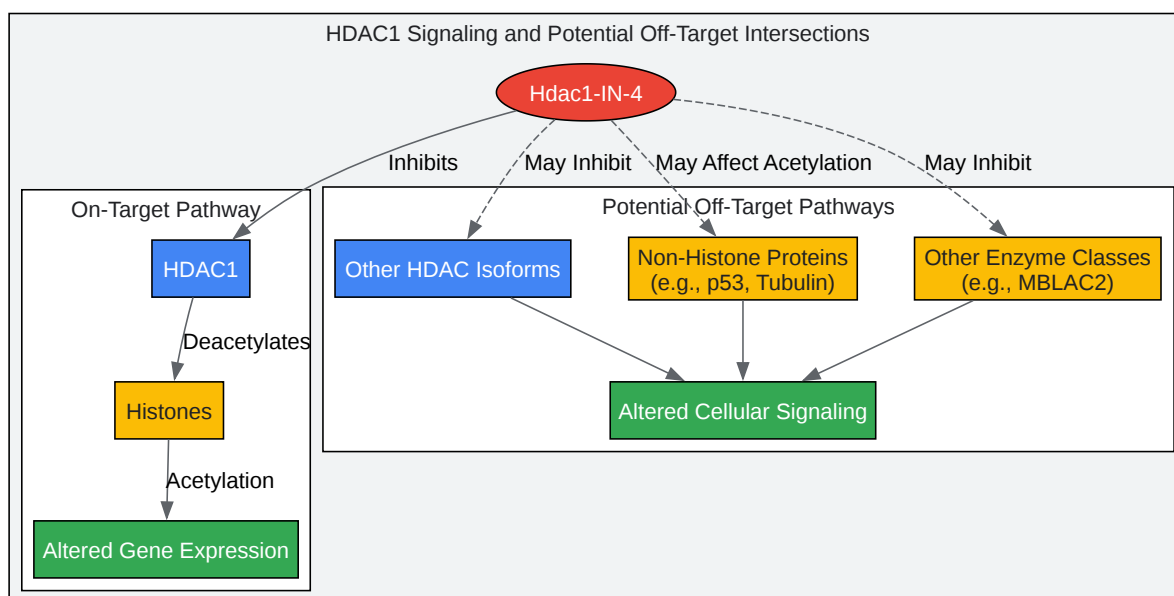 HDAC1 Signaling and Potential Off-Target Intersections
Hdac1-IN-4
Inhibits
May Inhibit
May Affect Acetylation
May Inhibit
On-Target Pathway
Potential Off-Target Pathways
HDAC1
Other HDAC Isoforms
Non-Histone Proteins
(e.g., p53, Tubulin)
Other Enzyme Classes
(e.g., MBLAC2)
Deacetylates
Histones
Altered Cellular Signaling
Acetylation
Altered Gene Expression